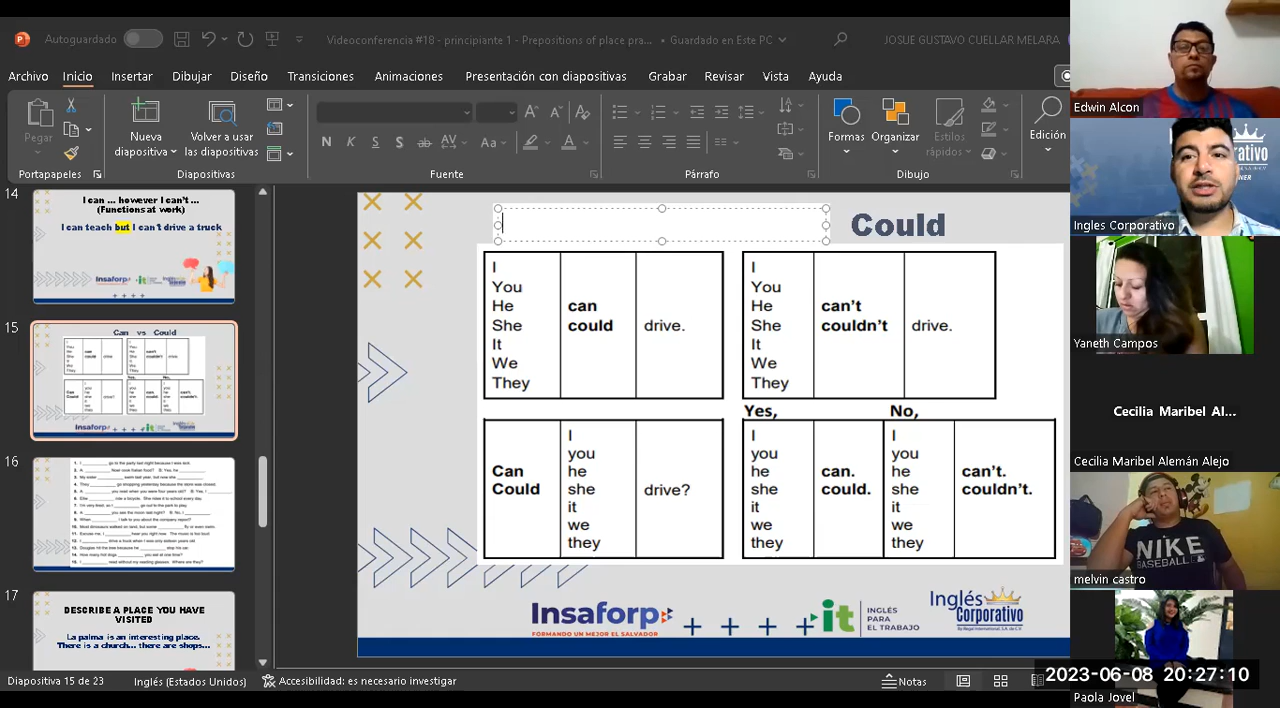 Autoguardado
Videoconferencia #18 - principiante 1 - Prepositions of place pra... • Guardado en Este PC
JOSUE GUSTAVO CUELLAR MELARA
Archivo Inicio Insertar Dibujar Diseño Transiciones Animaciones Presentación con diapositivas Grabar Revisar Vista Ayuda
Pegar
Nueva diapositiva
Volver a usar las diapositivas
N K S S ab AV Aa A
Formas
Organizar
Estilos rápidos
Edición
Portapapeles
Diapositivas
Fuente
Párrafo
Dibujo
14
I can ... however I can't ...
(Functions at work)
I can teach but I can't drive a truck
Insaforp
15
Can vs Could
16
17
DESCRIBE A PLACE YOU HAVE
VISITED
La palma is an interesting place.
There is a church... there are shops...
Could
I
You
He
She
It
We
They
can
could
drive.
I
You
He
She
It
We
They
can't
couldn't
drive.
Can
Could
I
you
he
she
it
we
they
drive?
Yes,
I
you
he
she
it
we
they
can.
could.
No,
I
you
he
she
it
we
they
can't.
couldn't.
Insaforp
FORMANDO UN MEJOR EL SALVADOR
it
INGLÉS
PARA
EL TRABAJO
Inglés
Corporativo
Diapositiva 15 de 23
Inglés (Estados Unidos)
Accesibilidad: es necesario investigar
Notas
Edwin Alcon
Ingles Corporativo
Yaneth Campos
Cecilia Maribel Al...
Cecilia Maribel Alemán Alejo
NIKE
BASEBALL
melvin castro
2023-06-08 20:27:10
Paola Jovel